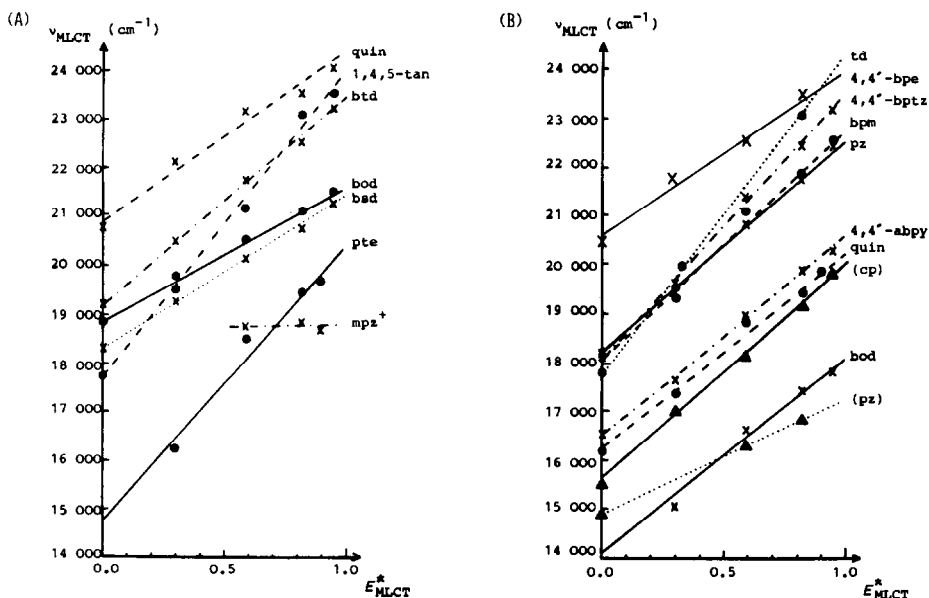 (A)
νMLCT (cm⁻¹)
24 000
23 000
22 000
21 000
20 000
19 000
18 000
17 000
16 000
15 000
14 000
quin
1,4,5-tan
btd
bod
bsd
pte
mpz⁺
0.0 0.5 1.0
E*MLCT
(B)
νMLCT (cm⁻¹)
24 000
23 000
22 000
21 000
20 000
19 000
18 000
17 000
16 000
15 000
14 000
td
4,4′-bpe
4,4′-bptz
bpm
pz
4,4′-abpy
quin
(cp)
bod
(pz)
0.0 0.5 1.0
E*MLCT